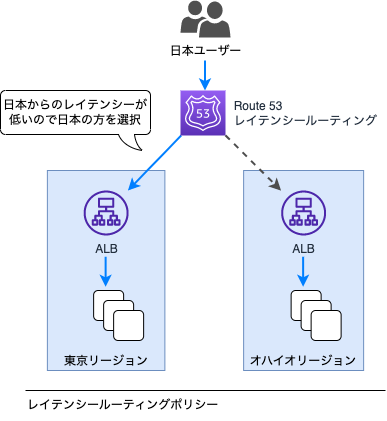 日本ユーザー
日本からのレイテンシーが
低いので日本の方を選択
53
Route 53
レイテンシールーティング
ALB
ALB
東京リージョン
オハイオリージョン
レイテンシールーティングポリシー